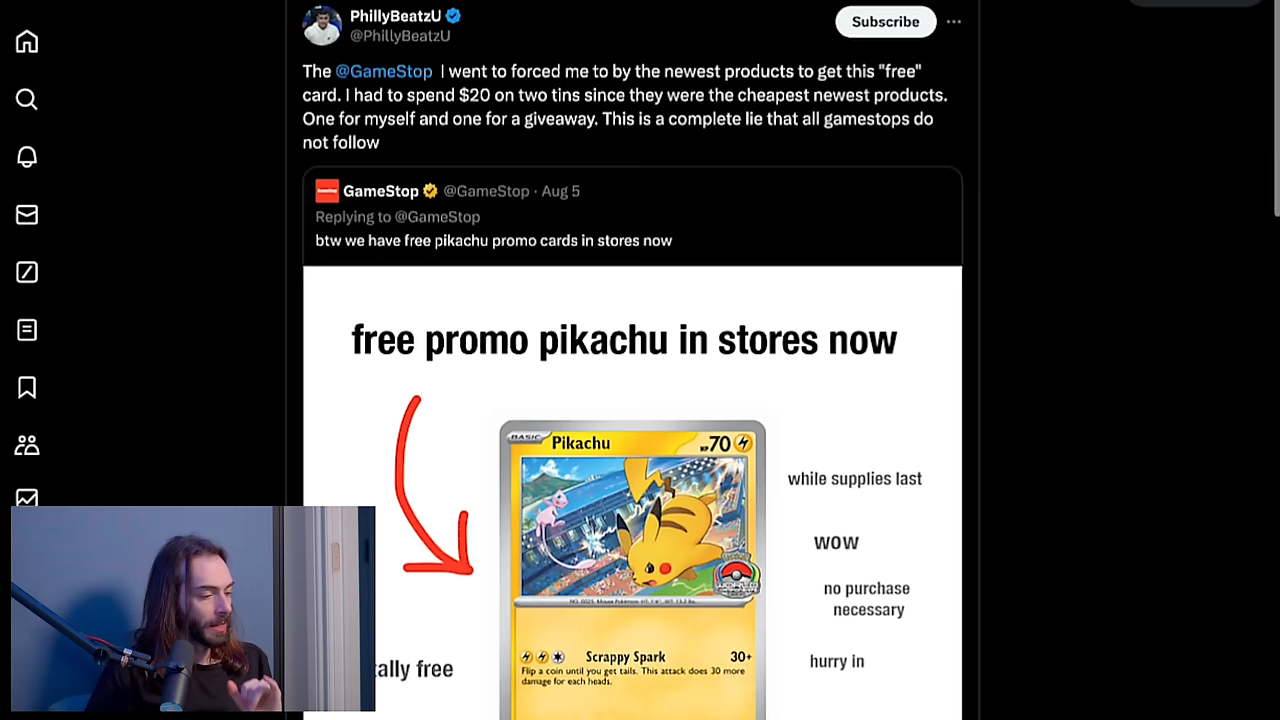 PhillyBeatzU
@PhillyBeatzU
Subscribe
The @GameStop I went to forced me to by the newest products to get this "free"
card. I had to spend $20 on two tins since they were the cheapest newest products.
One for myself and one for a giveaway. This is a complete lie that all gamestops do
not follow
GameStop @GameStop · Aug 5
Replying to @GameStop
btw we have free pikachu promo cards in stores now
free promo pikachu in stores now
BASIC Pikachu HP 70
while supplies last
wow
no purchase
necessary
Scrappy Spark 30+
Flip a coin until you get tails. This attack does 30 more
damage for each heads.
hurry in
ally free